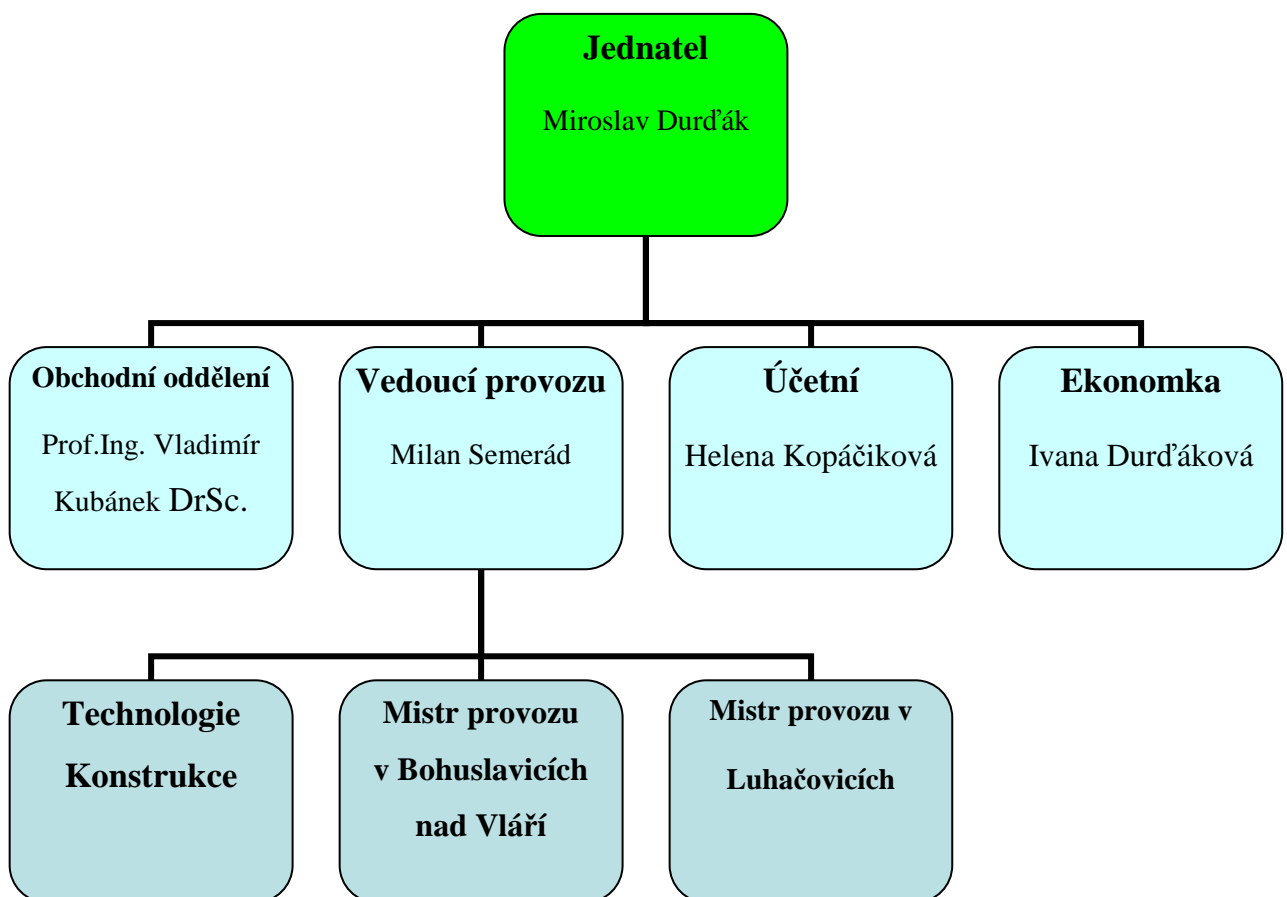 Jednatel
Miroslav Durďák
Obchodní oddělení
Prof.Ing. Vladimír
Kubánek DrSc.
Vedoucí provozu
Milan Semerád
Účetní
Helena Kopáčiková
Ekonomka
Ivana Durďáková
Technologie
Konstrukce
Mistr provozu
v Bohuslavicích
nad Vláří
Mistr provozu v
Luhačovicích